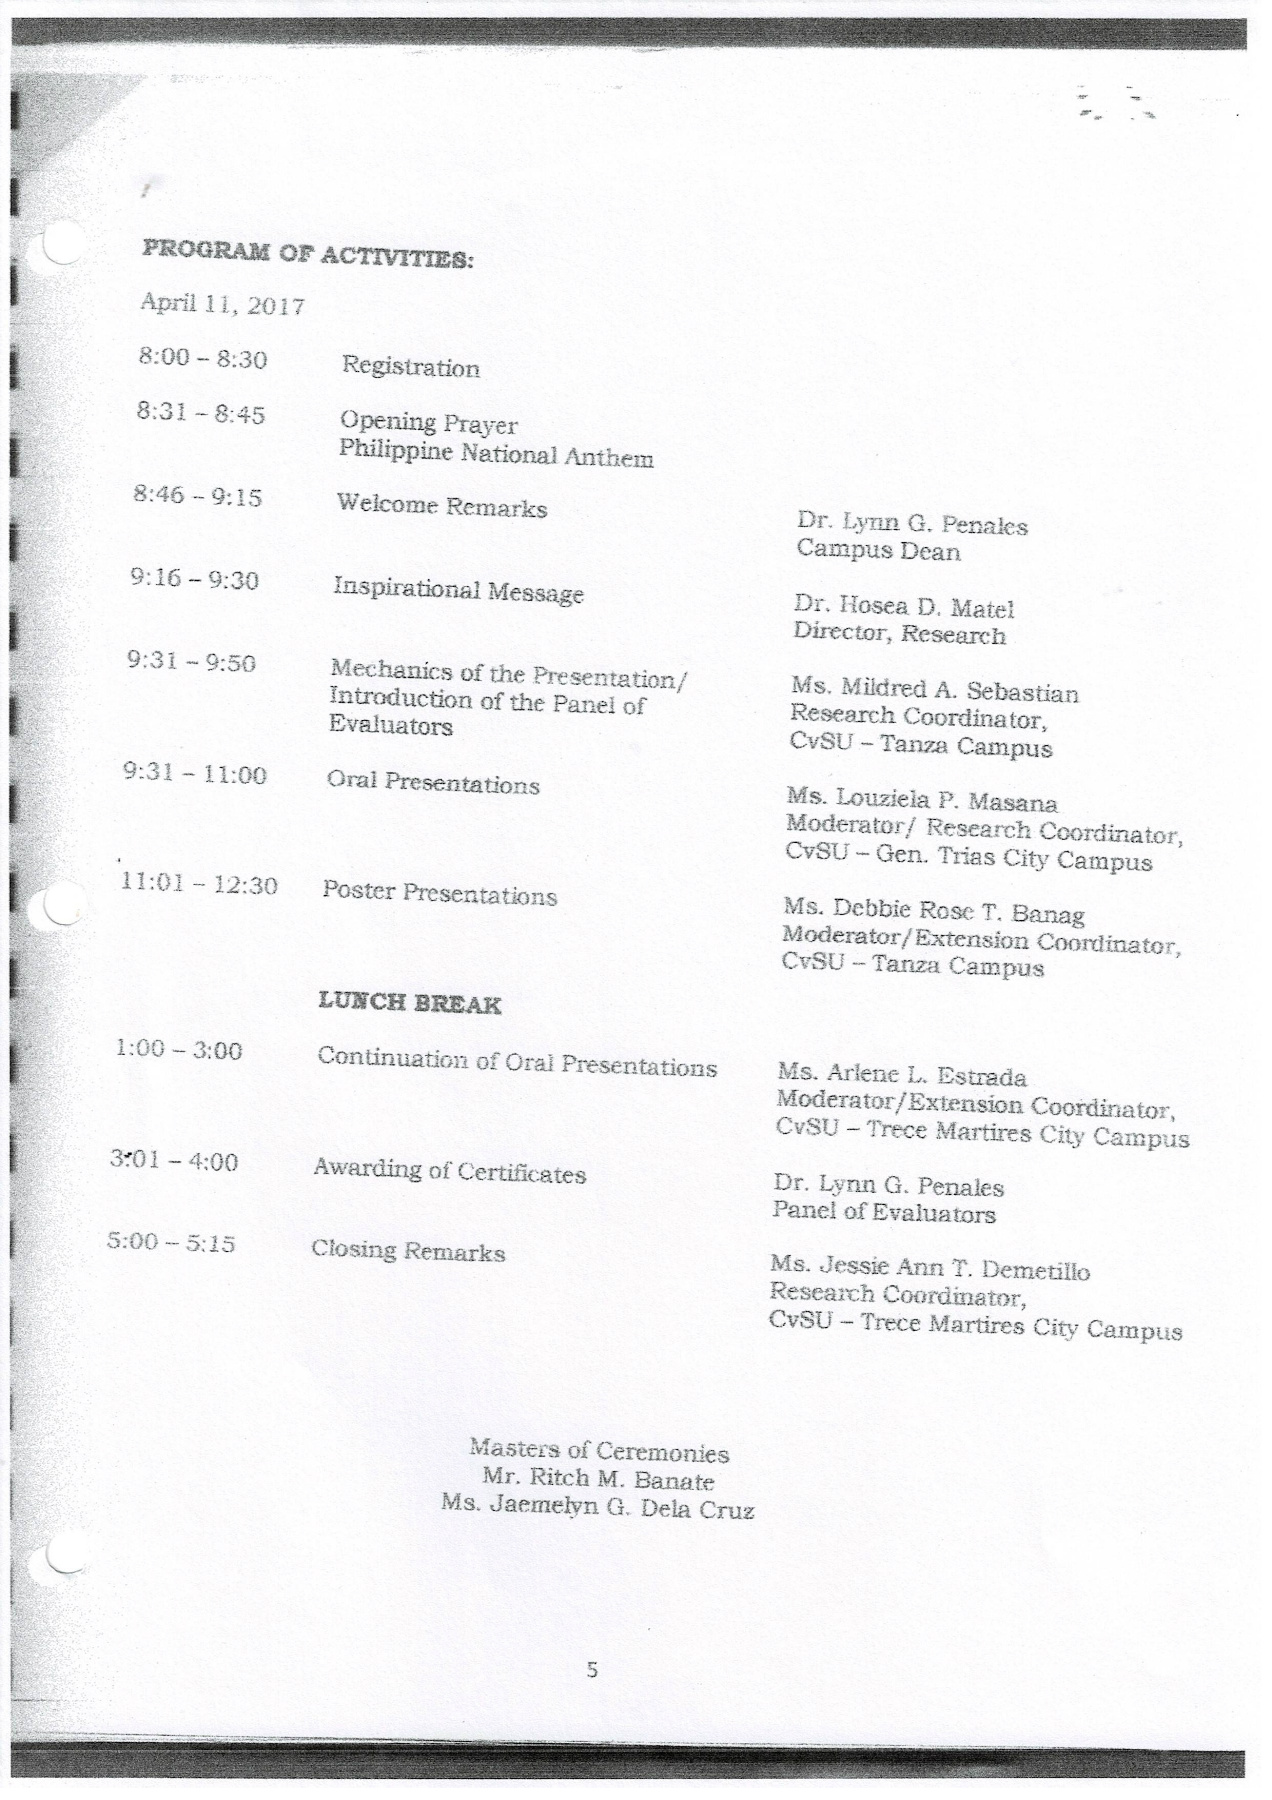 PROGRAM OF ACTIVITIES:
April 11, 2017
8:00 – 8:30 Registration
8:31 – 8:45 Opening Prayer
Philippine National Anthem
8:46 – 9:15 Welcome Remarks Dr. Lynn G. Penales
Campus Dean
9:16 – 9:30 Inspirational Message Dr. Hosea D. Matel
Director, Research
9:31 – 9:50 Mechanics of the Presentation/ Ms. Mildred A. Sebastian
Introduction of the Panel of Research Coordinator,
Evaluators CvSU – Tanza Campus
9:31 – 11:00 Oral Presentations Ms. Louziela P. Masana
Moderator/ Research Coordinator,
CvSU – Gen. Trias City Campus
11:01 – 12:30 Poster Presentations Ms. Debbie Rose T. Banag
Moderator/Extension Coordinator,
CvSU – Tanza Campus
LUNCH BREAK
1:00 – 3:00 Continuation of Oral Presentations Ms. Arlene L. Estrada
Moderator/Extension Coordinator,
CvSU – Trece Martires City Campus
3:01 – 4:00 Awarding of Certificates Dr. Lynn G. Penales
Panel of Evaluators
5:00 – 5:15 Closing Remarks Ms. Jessie Ann T. Demetillo
Research Coordinator,
CvSU – Trece Martires City Campus
Masters of Ceremonies
Mr. Ritch M. Banate
Ms. Jaemelyn G. Dela Cruz
5